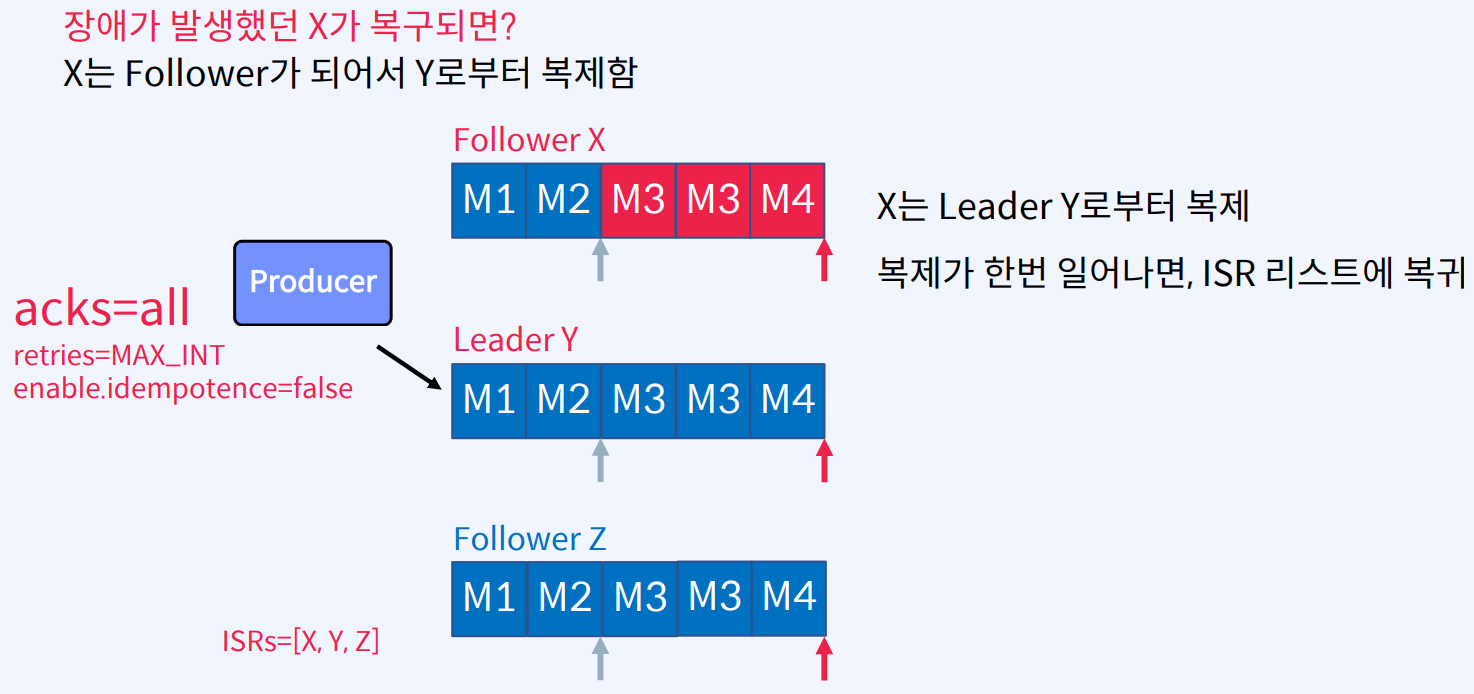 장애가 발생했던 X가 복구되면?
X는 Follower가 되어서 Y로부터 복제함
Follower X
M1 M2 M3 M3 M4
X는 Leader Y로부터 복제
복제가 한번 일어나면, ISR 리스트에 복귀
Producer
acks=all
retries=MAX_INT
enable.idempotence=false
Leader Y
M1 M2 M3 M3 M4
Follower Z
M1 M2 M3 M3 M4
ISRs=[X, Y, Z]